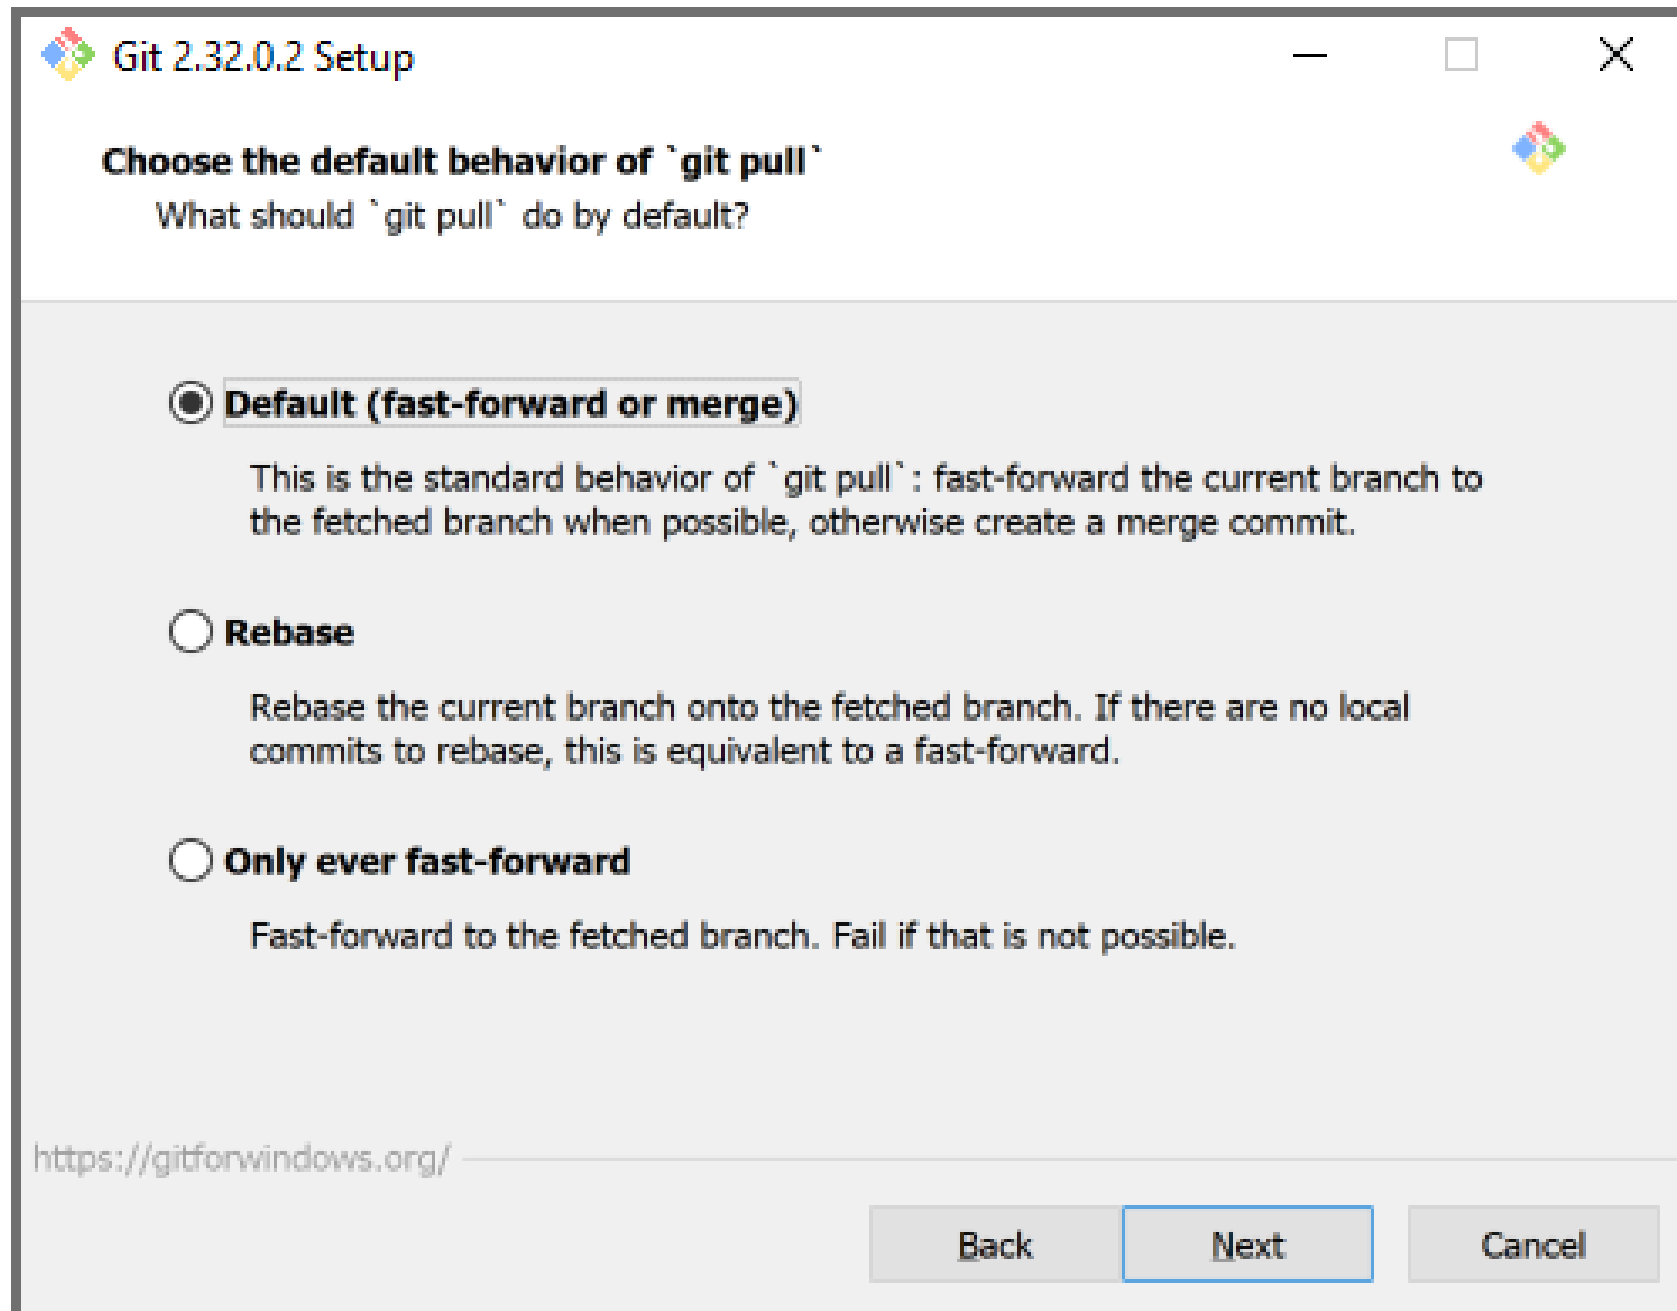 Git 2.32.0.2 Setup
Choose the default behavior of `git pull`
What should `git pull` do by default?
Default (fast-forward or merge)
This is the standard behavior of `git pull`: fast-forward the current branch to
the fetched branch when possible, otherwise create a merge commit.
Rebase
Rebase the current branch onto the fetched branch. If there are no local
commits to rebase, this is equivalent to a fast-forward.
Only ever fast-forward
Fast-forward to the fetched branch. Fail if that is not possible.
https://gitforwindows.org/
Back Next Cancel